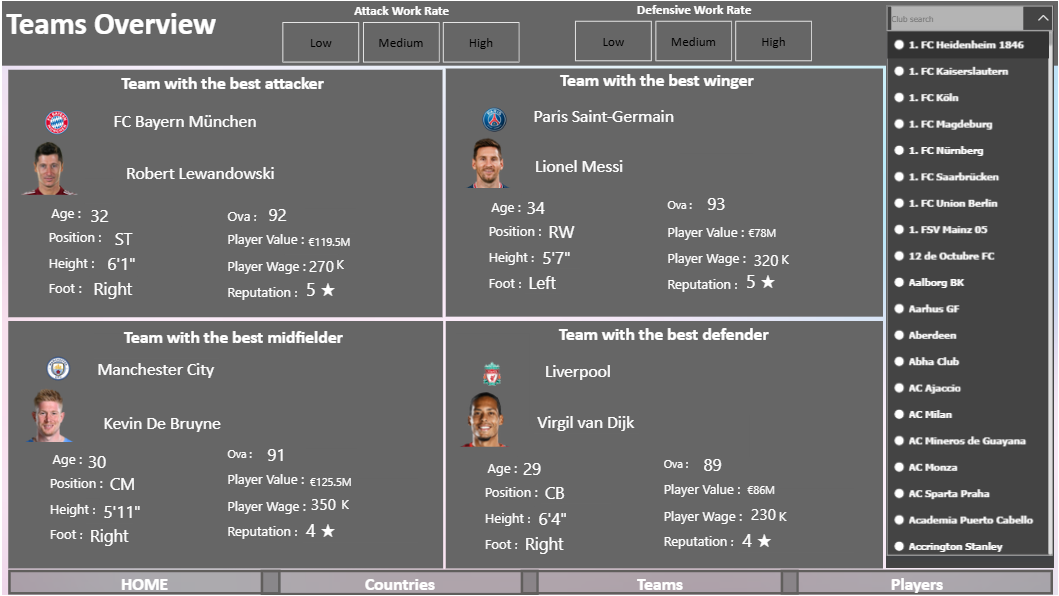 Teams Overview
Attack Work Rate
Low Medium High
Defensive Work Rate
Low Medium High
Club search
1. FC Heidenheim 1846
1. FC Kaiserslautern
1. FC Köln
1. FC Magdeburg
1. FC Nürnberg
1. FC Saarbrücken
1. FC Union Berlin
1. FSV Mainz 05
12 de Octubre FC
Aalborg BK
Aarhus GF
Aberdeen
Abha Club
AC Ajaccio
AC Milan
AC Mineros de Guayana
AC Monza
AC Sparta Praha
Academia Puerto Cabello
Accrington Stanley
Team with the best attacker
FC Bayern München
Robert Lewandowski
Age : 32
Position : ST
Height : 6'1"
Foot : Right
Ova : 92
Player Value : €119.5M
Player Wage : 270 K
Reputation : 5 ★
Team with the best winger
Paris Saint-Germain
Lionel Messi
Age : 34
Position : RW
Height : 5'7"
Foot : Left
Ova : 93
Player Value : €78M
Player Wage : 320 K
Reputation : 5 ★
Team with the best midfielder
Manchester City
Kevin De Bruyne
Age : 30
Position : CM
Height : 5'11"
Foot : Right
Ova : 91
Player Value : €125.5M
Player Wage : 350 K
Reputation : 4 ★
Team with the best defender
Liverpool
Virgil van Dijk
Age : 29
Position : CB
Height : 6'4"
Foot : Right
Ova : 89
Player Value : €86M
Player Wage : 230 K
Reputation : 4 ★
HOME Countries Teams Players